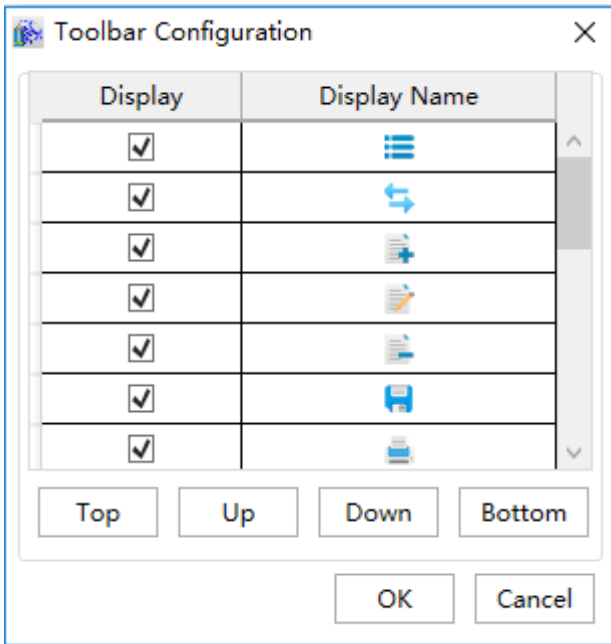 Toolbar Configuration
Display Display Name
Top Up Down Bottom
OK Cancel